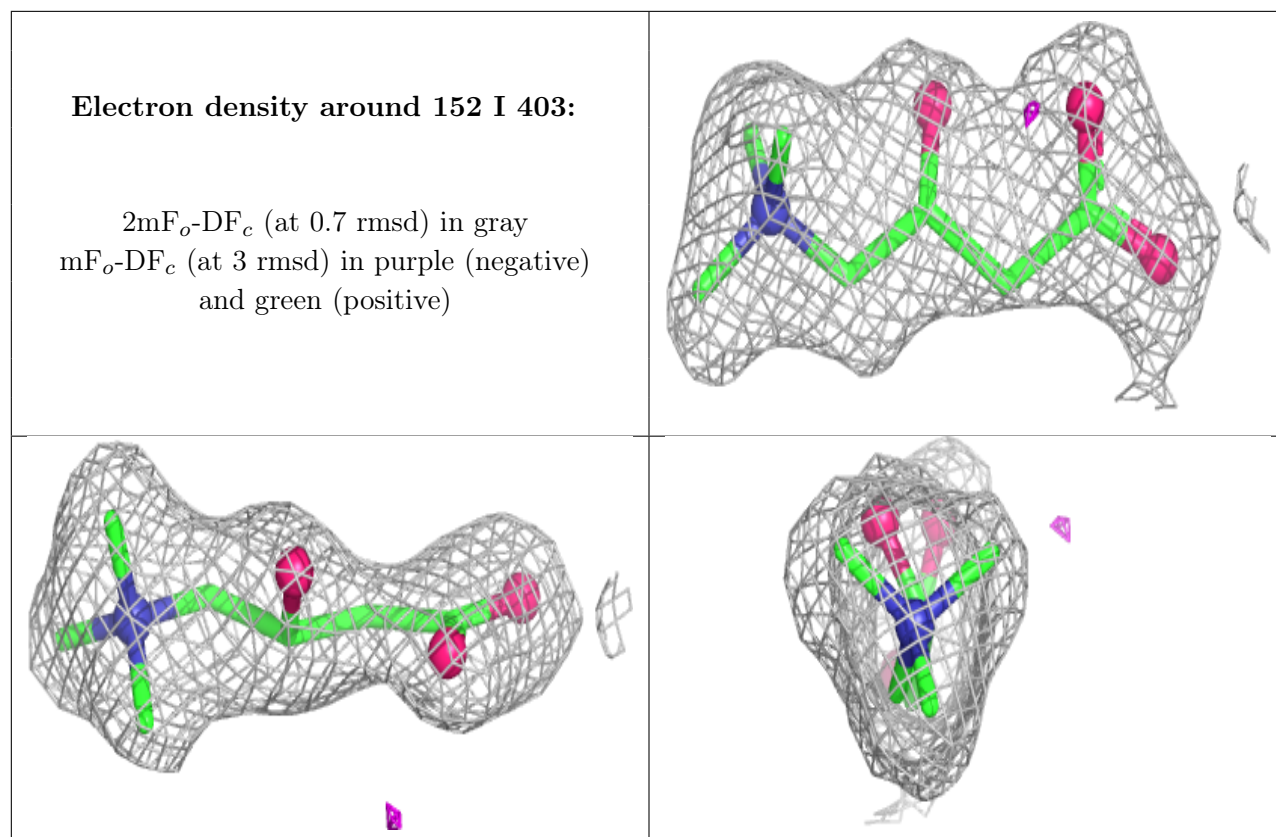 Electron density around 152 I 403:
2mFo-DFc (at 0.7 rmsd) in gray
mFo-DFc (at 3 rmsd) in purple (negative)
and green (positive)